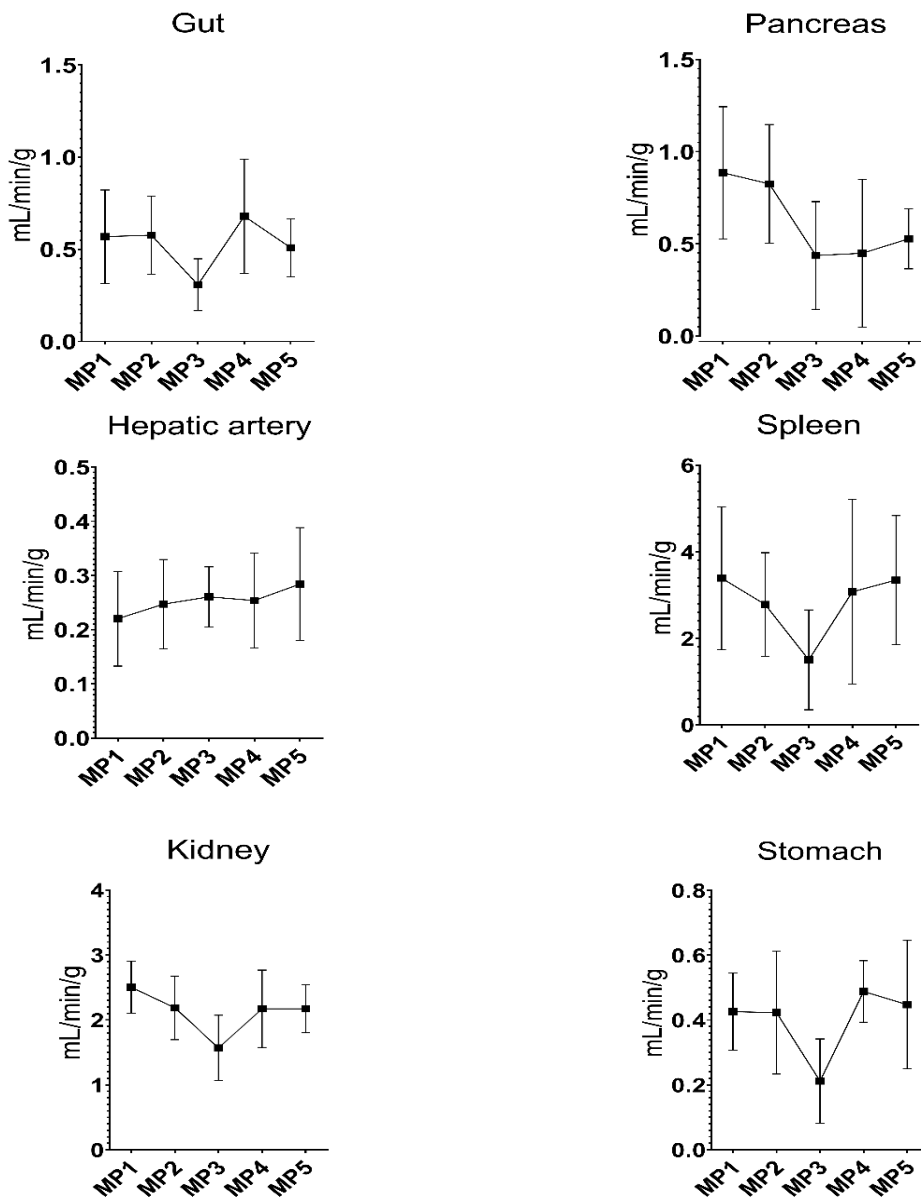 Gut
mL/min/g
1.5
1.0
0.5
0.0
MP1 MP2 MP3 MP4 MP5
Pancreas
mL/min/g
1.5
1.0
0.5
0.0
MP1 MP2 MP3 MP4 MP5
Hepatic artery
mL/min/g
0.5
0.4
0.3
0.2
0.1
0.0
MP1 MP2 MP3 MP4 MP5
Spleen
mL/min/g
6
4
2
0
MP1 MP2 MP3 MP4 MP5
Kidney
mL/min/g
4
3
2
1
0
MP1 MP2 MP3 MP4 MP5
Stomach
mL/min/g
0.8
0.6
0.4
0.2
0.0
MP1 MP2 MP3 MP4 MP5